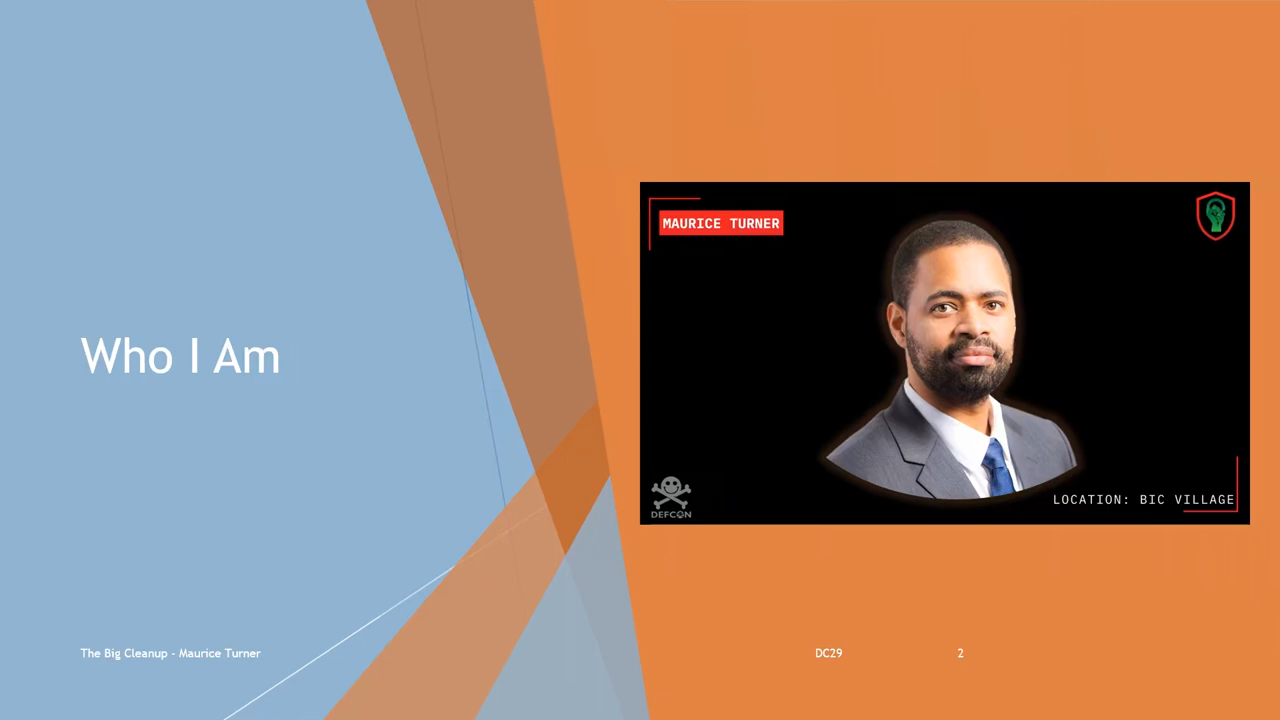 Who I Am
MAURICE TURNER
DEFCON
LOCATION: BIC VILLAGE
The Big Cleanup - Maurice Turner
DC29
2